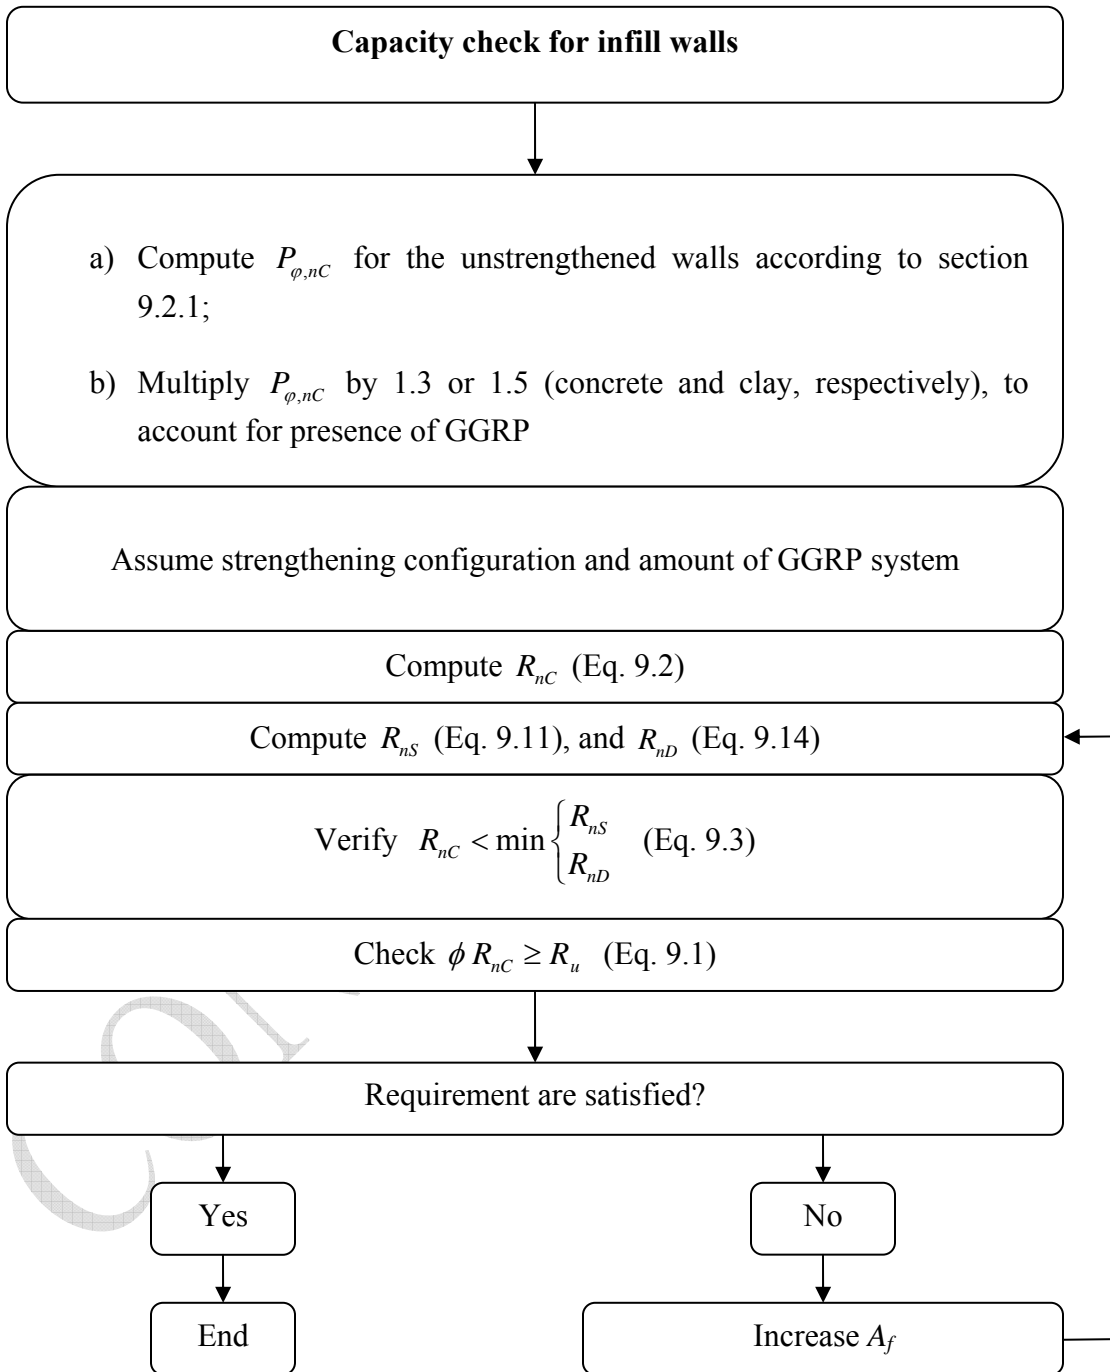 Capacity check for infill walls
a) Compute P_{φ,nC} for the unstrengthened walls according to section
9.2.1;
b) Multiply P_{φ,nC} by 1.3 or 1.5 (concrete and clay, respectively), to
account for presence of GGRP
Assume strengthening configuration and amount of GGRP system
Compute R_{nC} (Eq. 9.2)
Compute R_{nS} (Eq. 9.11), and R_{nD} (Eq. 9.14)
Verify R_{nC} < min { R_{nS} R_{nD} (Eq. 9.3)
Check ϕ R_{nC} ≥ R_u (Eq. 9.1)
Requirement are satisfied?
Yes
No
End
Increase A_f